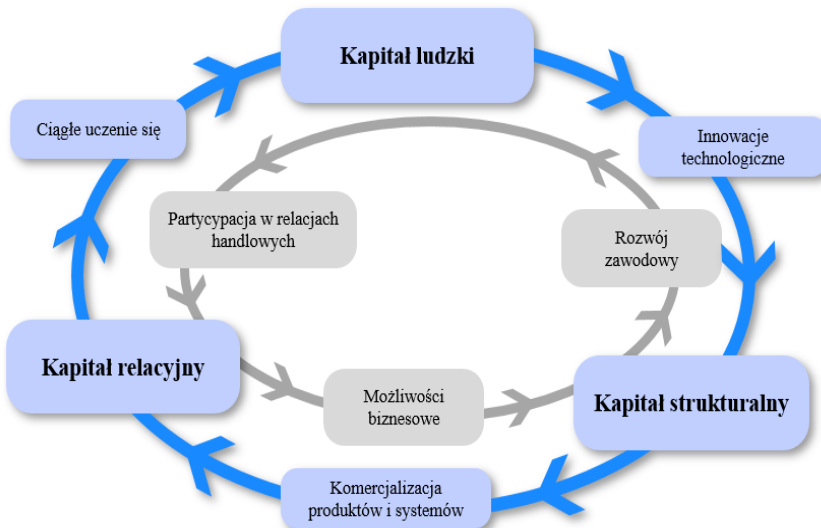 Kapitał ludzki
Ciągłe uczenie się
Innowacje
technologiczne
Partycypacja w relacjach
handlowych
Rozwój
zawodowy
Kapitał relacyjny
Możliwości
biznesowe
Kapitał strukturalny
Komercjalizacja
produktów i systemów